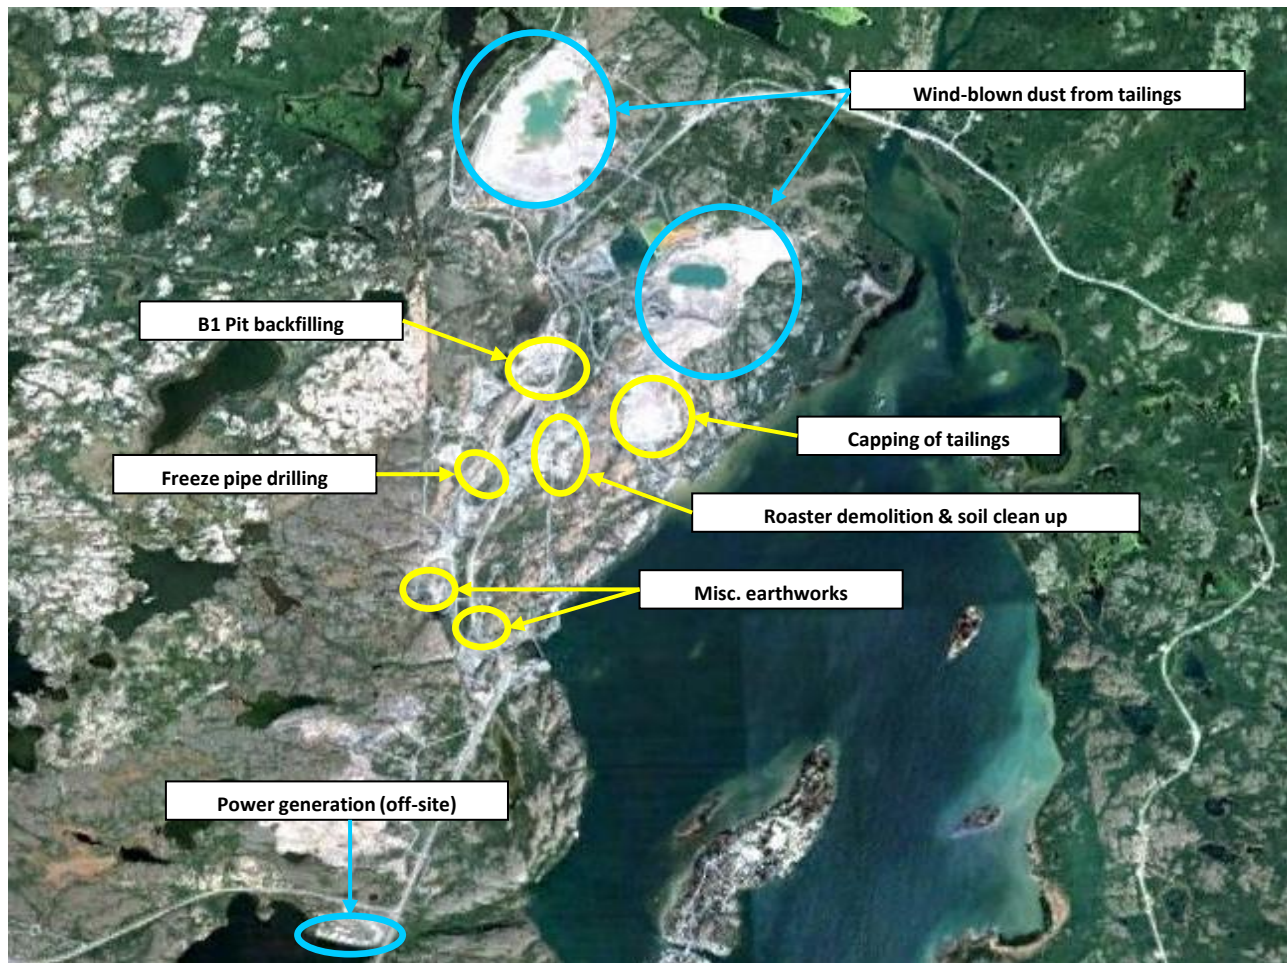 Wind-blown dust from tailings
B1 Pit backfilling
Capping of tailings
Freeze pipe drilling
Roaster demolition & soil clean up
Misc. earthworks
Power generation (off-site)